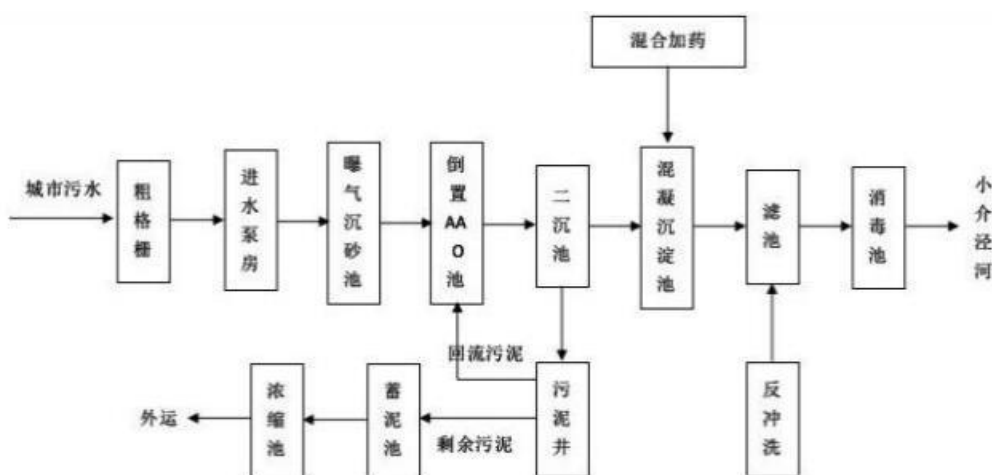 混合加药
城市污水
粗格栅
进水泵房
曝气沉砂池
倒置AAO池
二沉池
混凝沉淀池
滤池
消毒池
小介泾河
回流污泥
外运
浓缩池
蓄泥池
剩余污泥
污泥井
反冲洗